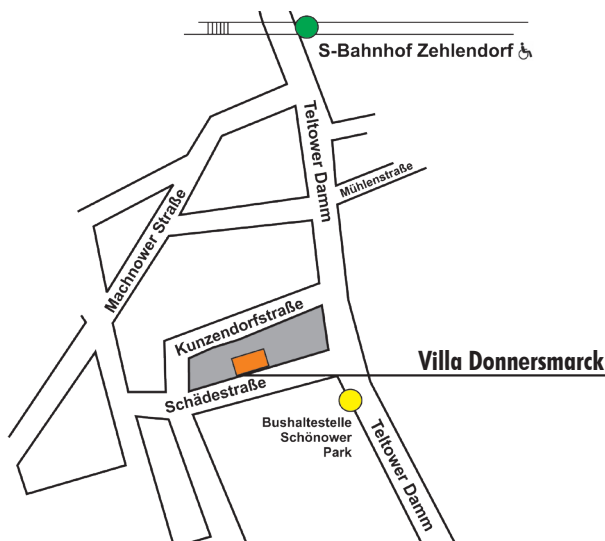 S-Bahnhof Zehlendorf
Teltower Damm
Mühlenstraße
Machnower Straße
Kunzendorfstraße
Villa Donnersmarck
Schädestraße
Bushaltestelle
Schönower
Park
Teltower Damm